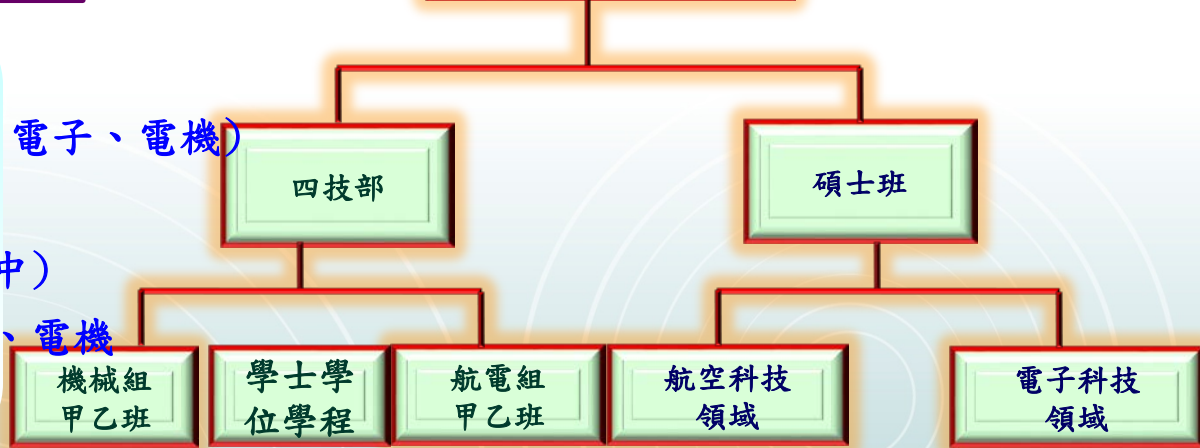 電子、電機)
四技部
碩士班
中)
、電機
機械組
甲乙班
學士學
位學程
航電組
甲乙班
航空科技
領域
電子科技
領域